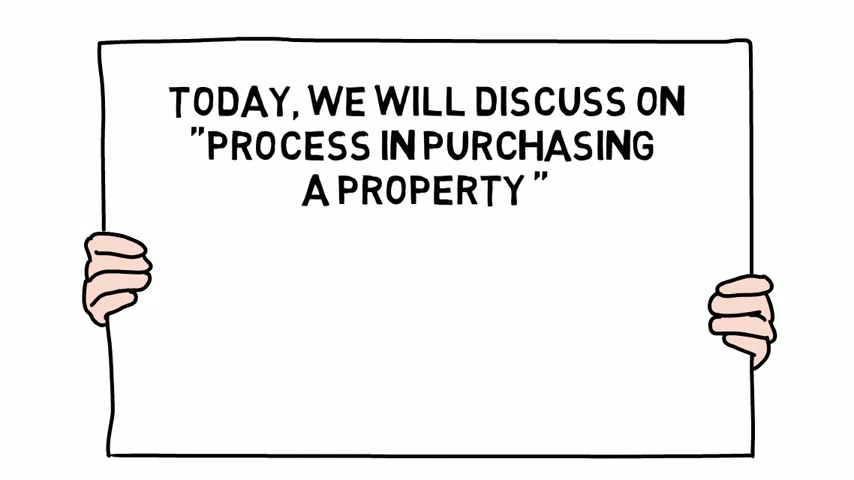 TODAY, WE WILL DISCUSS ON
"PROCESS IN PURCHASING
A PROPERTY"